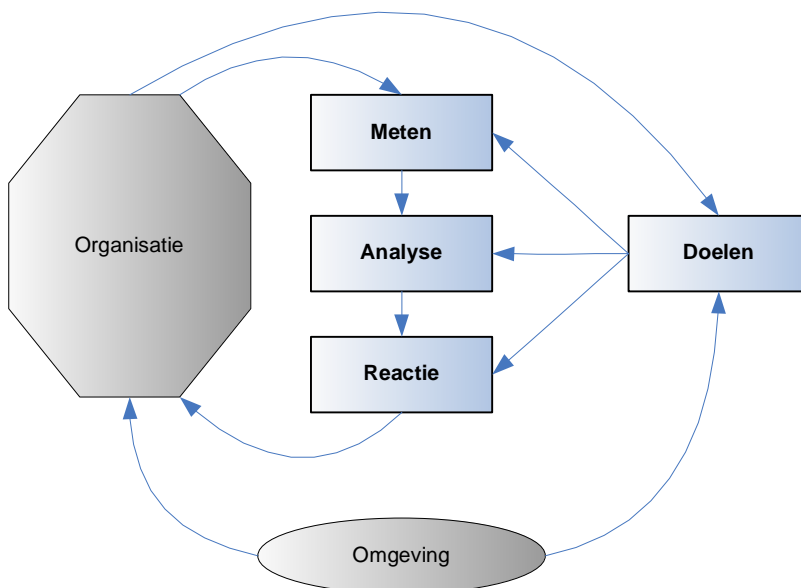 Meten
Organisatie
Analyse
Doelen
Reactie
Omgeving